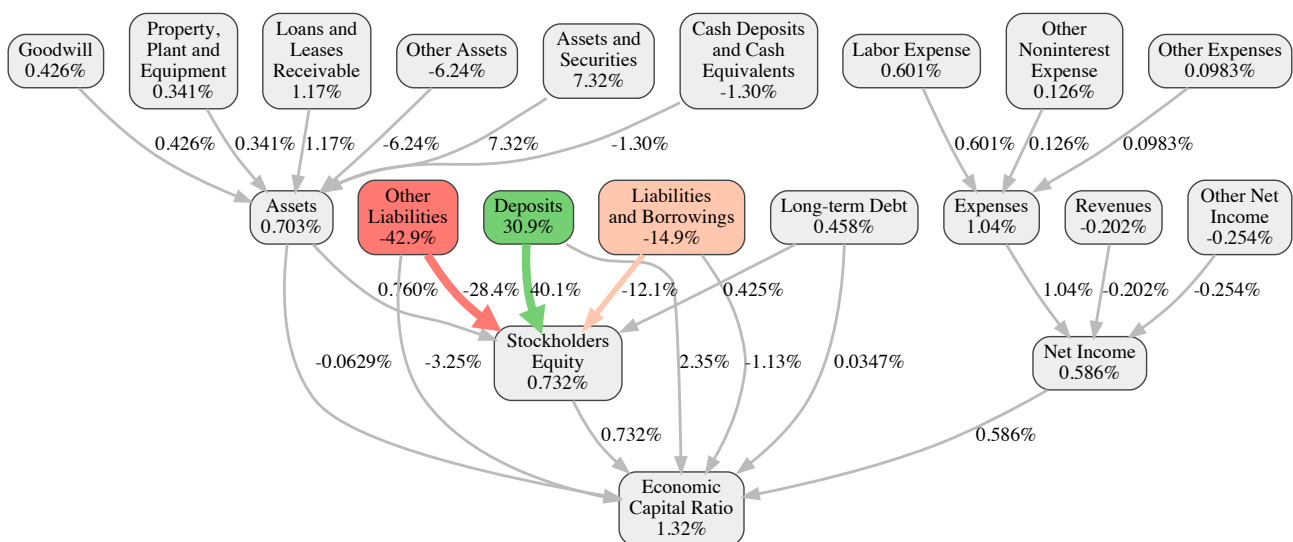 Goodwill
0.426%
Property,
Plant and
Equipment
0.341%
Loans and
Leases
Receivable
1.17%
Other Assets
-6.24%
Assets and
Securities
7.32%
Cash Deposits
and Cash
Equivalents
-1.30%
Labor Expense
0.601%
Other
Noninterest
Expense
0.126%
Other Expenses
0.0983%
0.426%
0.341%
1.17%
-6.24%
7.32%
-1.30%
0.601%
0.126%
0.0983%
Assets
0.703%
Other
Liabilities
-42.9%
Deposits
30.9%
Liabilities
and Borrowings
-14.9%
Long-term Debt
0.458%
Expenses
1.04%
Revenues
-0.202%
Other Net
Income
-0.254%
0.760%
-28.4%
40.1%
-12.1%
0.425%
1.04%
-0.202%
-0.254%
Stockholders
Equity
0.732%
Net Income
0.586%
-0.0629%
-3.25%
2.35%
-1.13%
0.0347%
0.732%
0.586%
Economic
Capital Ratio
1.32%